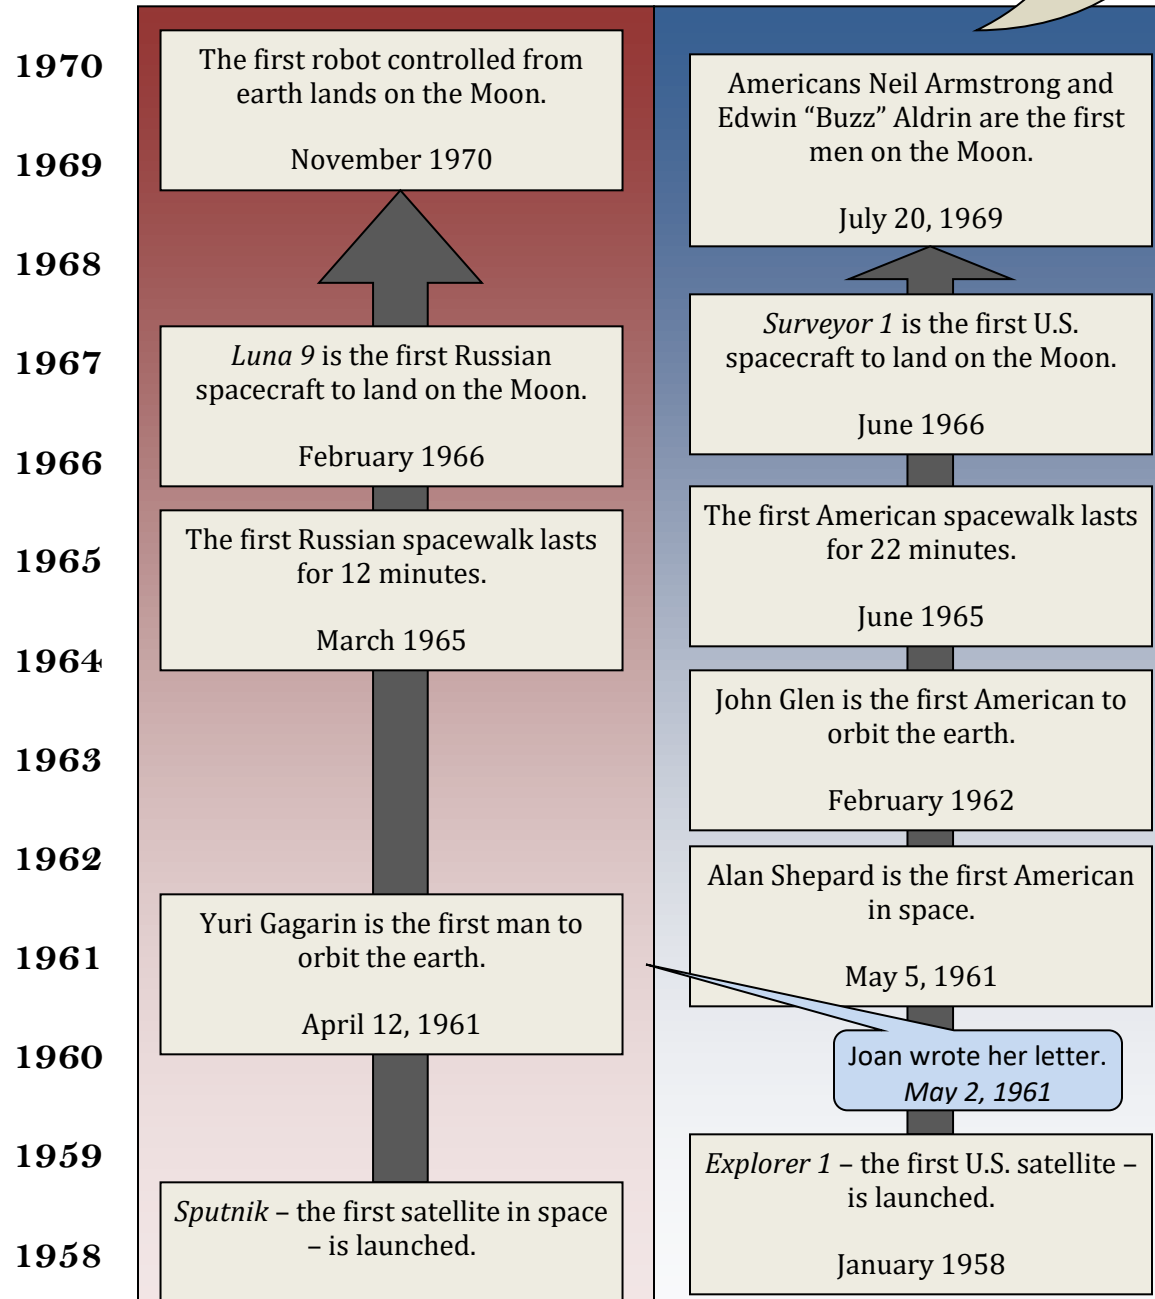 1970
1969
1968
1967
1966
1965
1964
1963
1962
1961
1960
1959
1958
The first robot controlled from
earth lands on the Moon.
November 1970
Luna 9 is the first Russian
spacecraft to land on the Moon.
February 1966
The first Russian spacewalk lasts
for 12 minutes.
March 1965
Yuri Gagarin is the first man to
orbit the earth.
April 12, 1961
Sputnik – the first satellite in space
– is launched.
Americans Neil Armstrong and
Edwin “Buzz” Aldrin are the first
men on the Moon.
July 20, 1969
Surveyor 1 is the first U.S.
spacecraft to land on the Moon.
June 1966
The first American spacewalk lasts
for 22 minutes.
June 1965
John Glen is the first American to
orbit the earth.
February 1962
Alan Shepard is the first American
in space.
May 5, 1961
Joan wrote her letter.
May 2, 1961
Explorer 1 – the first U.S. satellite –
is launched.
January 1958